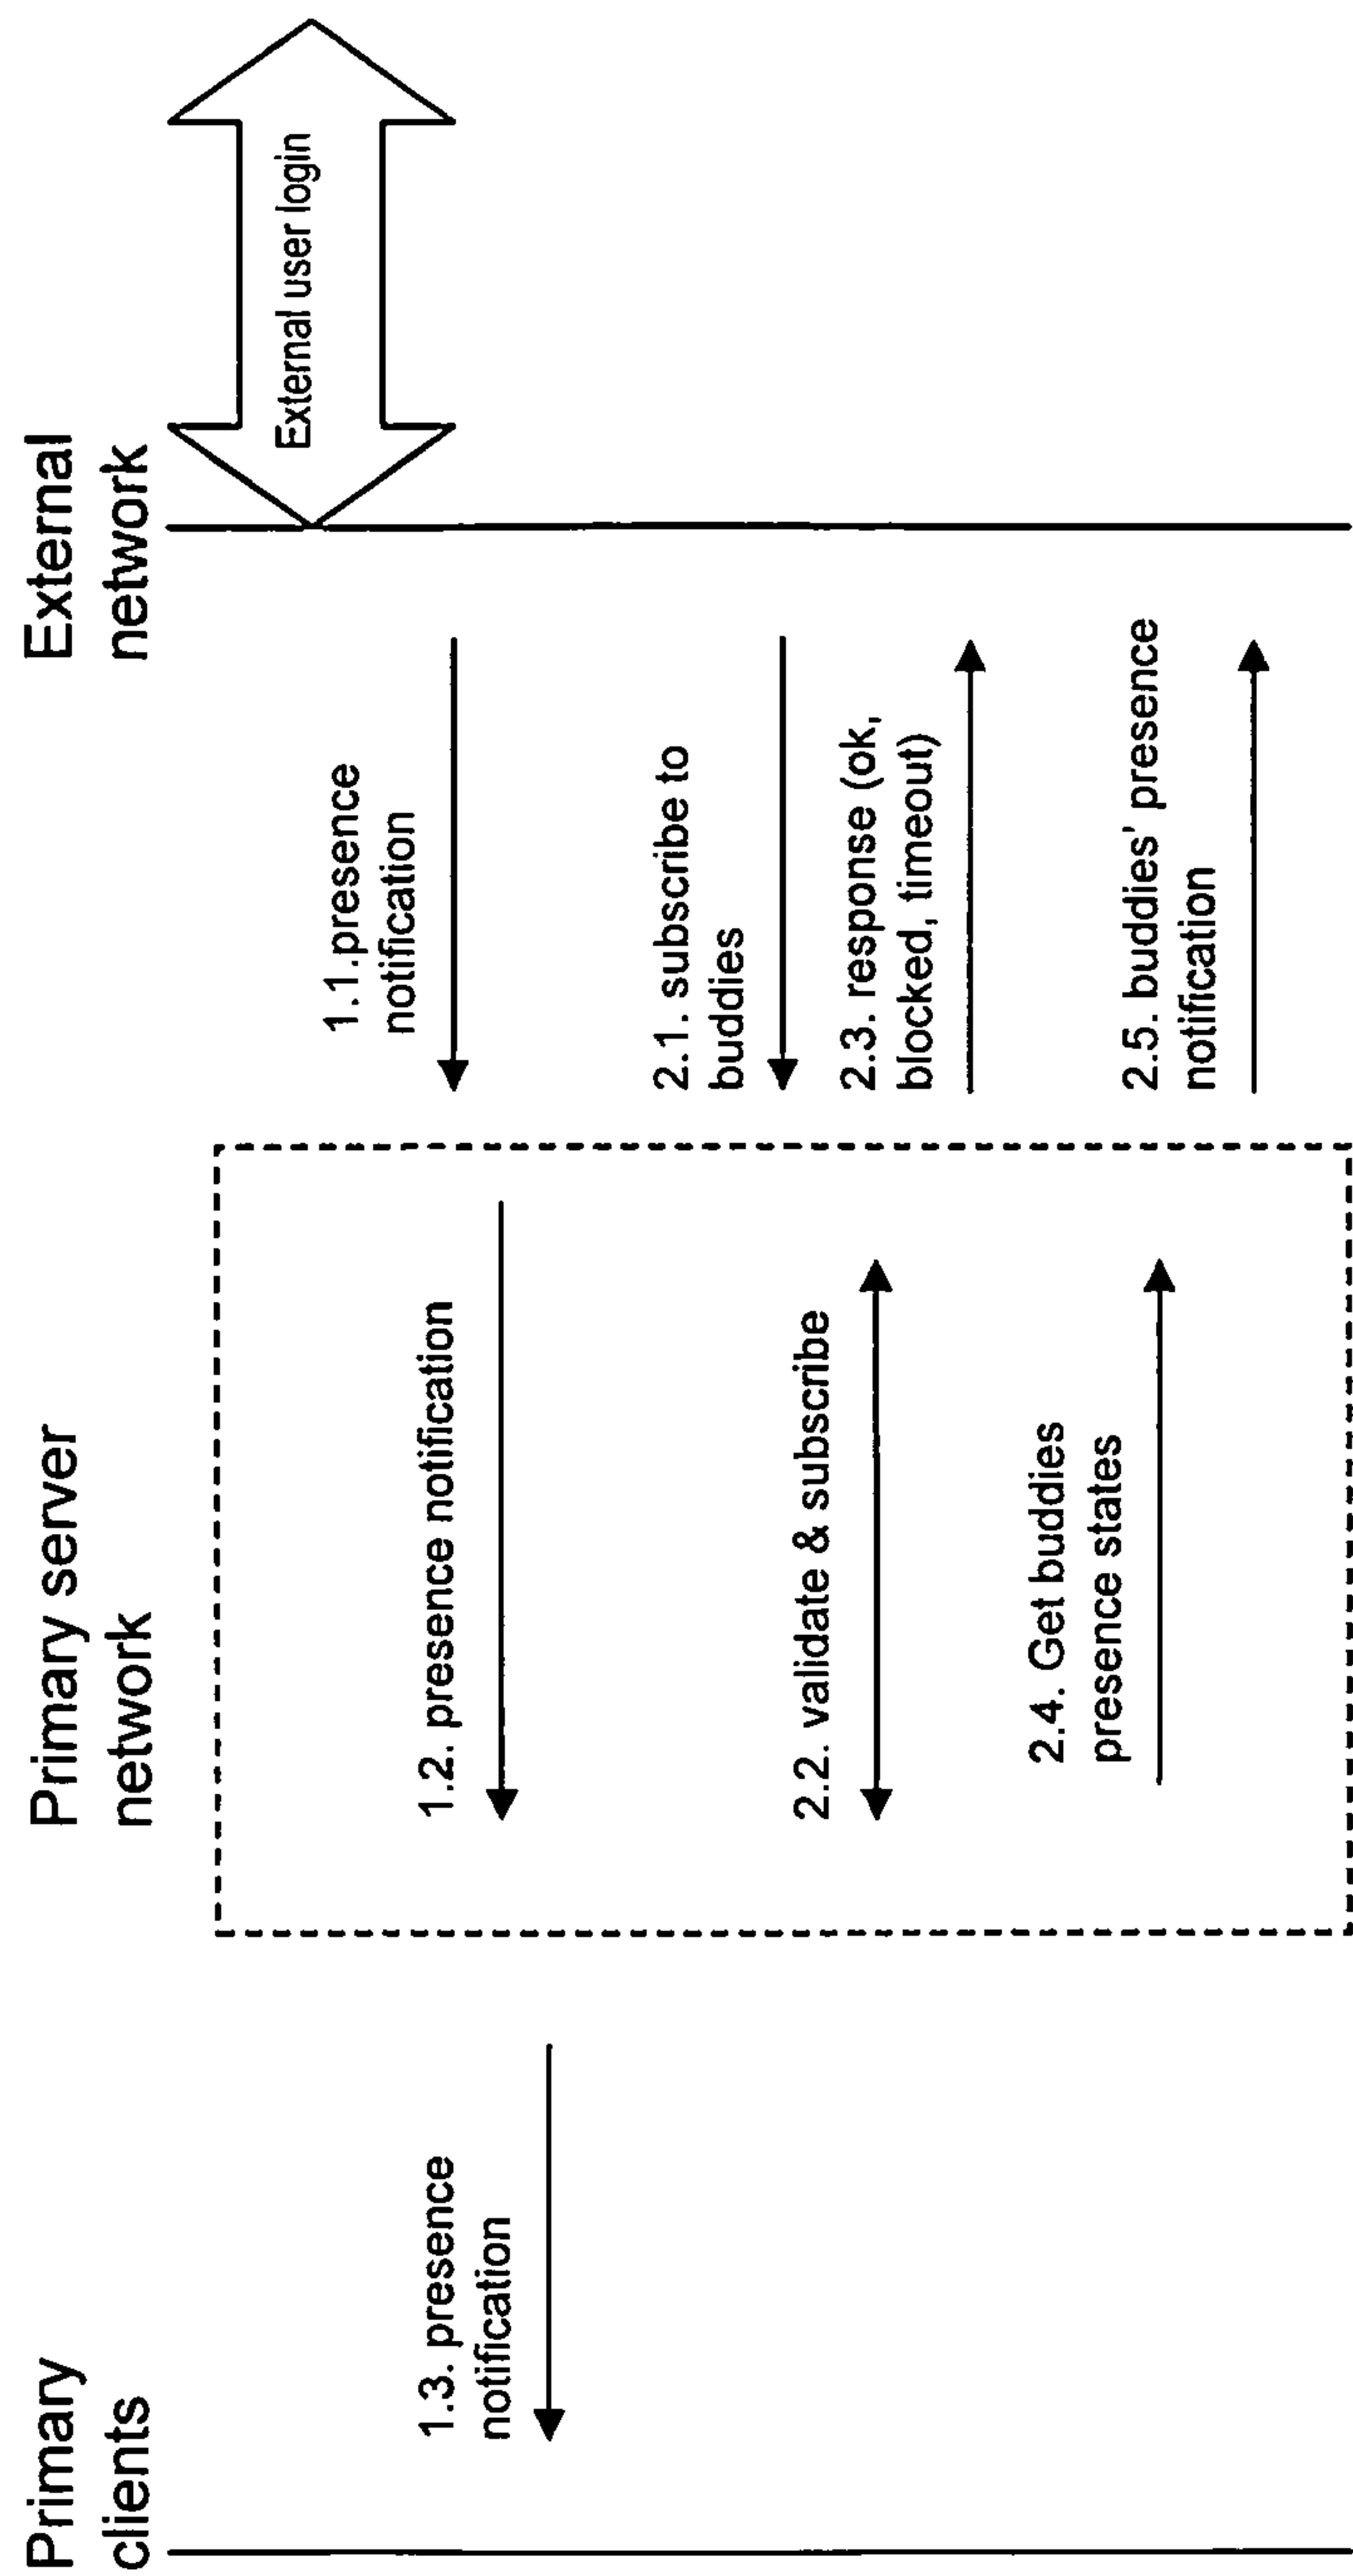 Primary
clients
Primary server
network
External
network
External user login
1.1.presence
notification
1.2. presence notification
1.3. presence
notification
2.1. subscribe to
buddies
2.2. validate & subscribe
2.3. response (ok,
blocked, timeout)
2.4. Get buddies
presence states
2.5. buddies' presence
notification